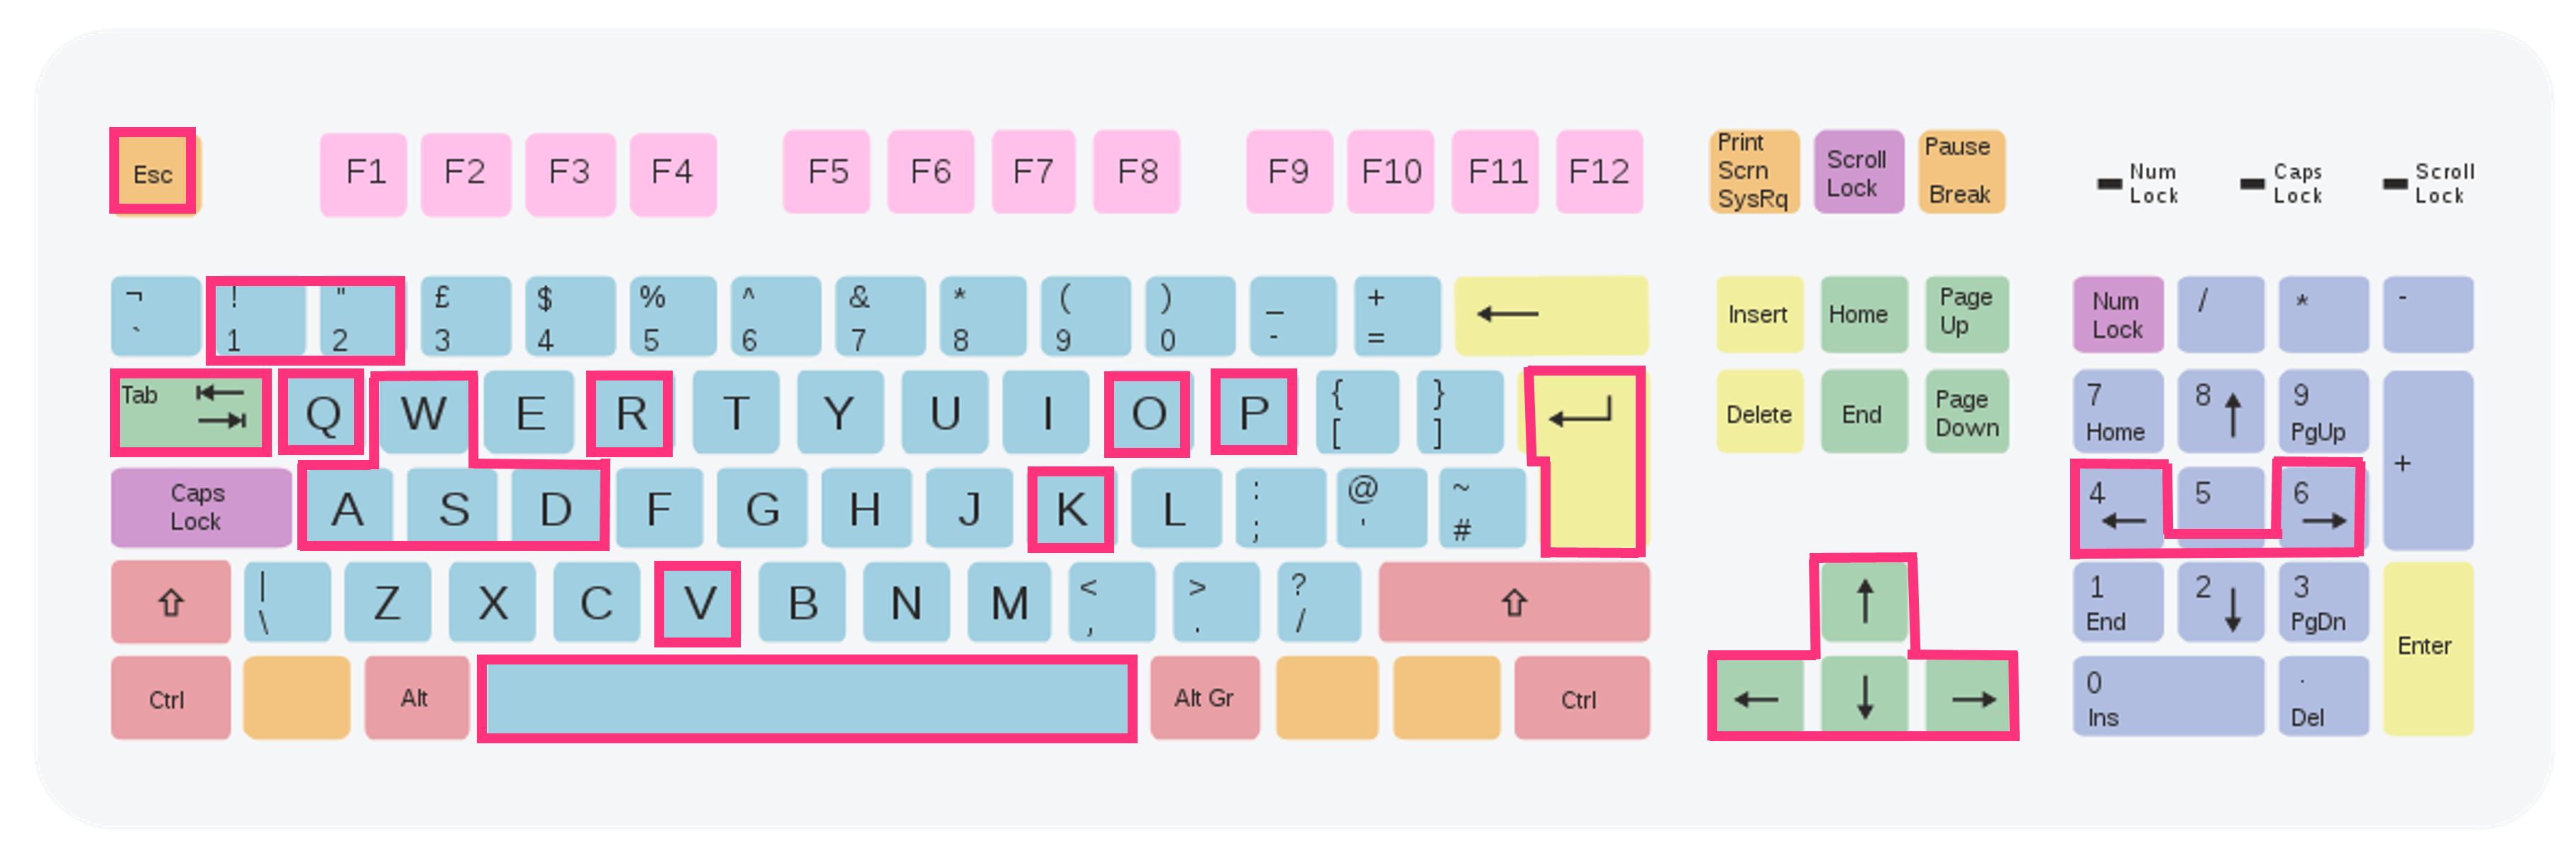 Esc F1 F2 F3 F4 F5 F6 F7 F8 F9 F10 F11 F12 Print Scrn SysRq Scroll Lock Pause Break Num Lock Caps Lock Scroll Lock
¬ ` ! 1 " 2 £ 3 $ 4 % 5 ^ 6 & 7 * 8 ( 9 ) 0 _ - + = ← Insert Home Page Up Num Lock / * -
Tab Q W E R T Y U I O P { [ } ] Delete End Page Down 7 Home 8 ↑ 9 PgUp +
Caps Lock A S D F G H J K L : ; @ ' ~ # 4 ← 5 6 →
⇧ | \ Z X C V B N M < , > . ? / ⇧ ↑ 1 End 2 ↓ 3 PgDn Enter
Ctrl Alt Alt Gr Ctrl ← ↓ → 0 Ins . Del